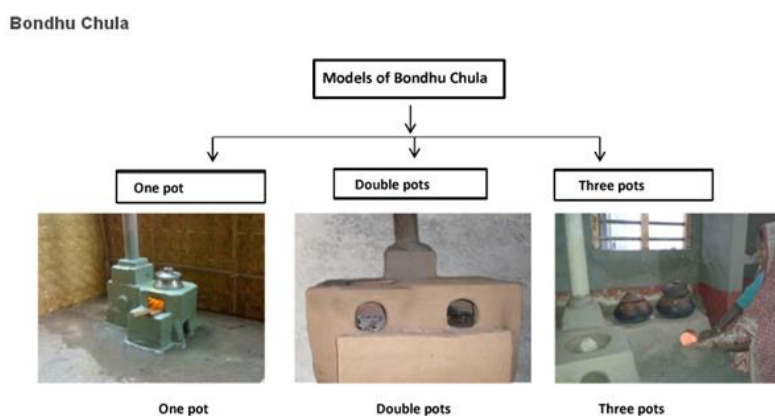 Bondhu Chula
Models of Bondhu Chula
One pot
Double pots
Three pots
One pot
Double pots
Three pots